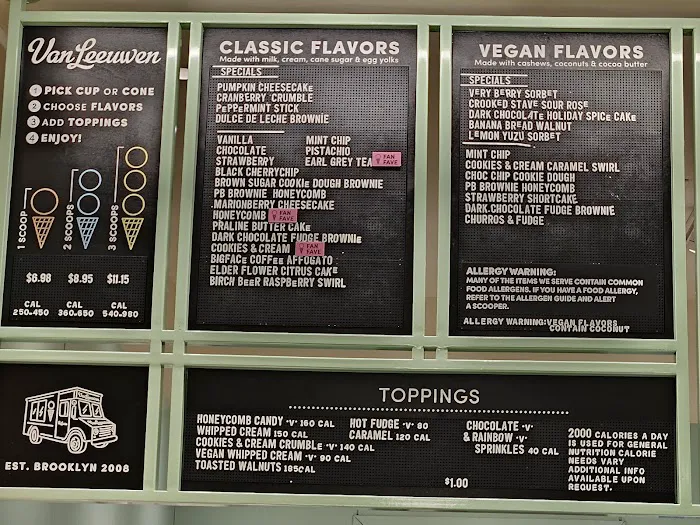 Van Leeuwen
1 PICK CUP OR CONE
2 CHOOSE FLAVORS
3 ADD TOPPINGS
4 ENJOY!
1 SCOOP
2 SCOOPS
3 SCOOPS
$6.98 $8.95 $11.15
CAL CAL CAL
250-450 360-650 540-980
CLASSIC FLAVORS
Made with milk, cream, cane sugar & egg yolks
SPECIALS
PUMPKIN CHEESECAKE
CRANBERRY CRUMBLE
PEPPERMINT STICK
DULCE DE LECHE BROWNIE
VANILLA MINT CHIP
CHOCOLATE PISTACHIO
STRAWBERRY EARL GREY TEA FAN FAVE
BLACK CHERRYCHIP
BROWN SUGAR COOKIE DOUGH BROWNIE
PB BROWNIE HONEYCOMB
MARIONBERRY CHEESECAKE
HONEYCOMB FAN FAVE
PRALINE BUTTER CAKE
DARK CHOCOLATE FUDGE BROWNIE
COOKIES & CREAM FAN FAVE
BIGFACE COFFEE AFFOGATO
ELDER FLOWER CITRUS CAKE
BIRCH BEER RASPBERRY SWIRL
VEGAN FLAVORS
Made with cashews, coconuts & cocoa butter
SPECIALS
VERY BERRY SORBET
CROOKED STAVE SOUR ROSE
DARK CHOCOLATE HOLIDAY SPICE CAKE
BANANA BREAD WALNUT
LEMON YUZU SORBET
MINT CHIP
COOKIES & CREAM CARAMEL SWIRL
CHOC CHIP COOKIE DOUGH
PB BROWNIE HONEYCOMB
STRAWBERRY SHORTCAKE
DARK CHOCOLATE FUDGE BROWNIE
CHURROS & FUDGE
ALLERGY WARNING:
MANY OF THE ITEMS WE SERVE CONTAIN COMMON
FOOD ALLERGENS. IF YOU HAVE A FOOD ALLERGY,
REFER TO THE ALLERGEN GUIDE AND ALERT
A SCOOPER.
ALLERGY WARNING:VEGAN FLAVORS
CONTAIN COCONUT
EST. BROOKLYN 2008
TOPPINGS
HONEYCOMB CANDY "V" 160 CAL
WHIPPED CREAM 150 CAL
COOKIES & CREAM CRUMBLE "V" 140 CAL
VEGAN WHIPPED CREAM "V" 90 CAL
TOASTED WALNUTS 185CAL
HOT FUDGE "V" 80
CARAMEL 120 CAL
CHOCOLATE "V"
& RAINBOW "V"
SPRINKLES 40 CAL
$1.00
2000 CALORIES A DAY
IS USED FOR GENERAL
NUTRITION CALORIE
NEEDS VARY
ADDITIONAL INFO
AVAILABLE UPON
REQUEST.